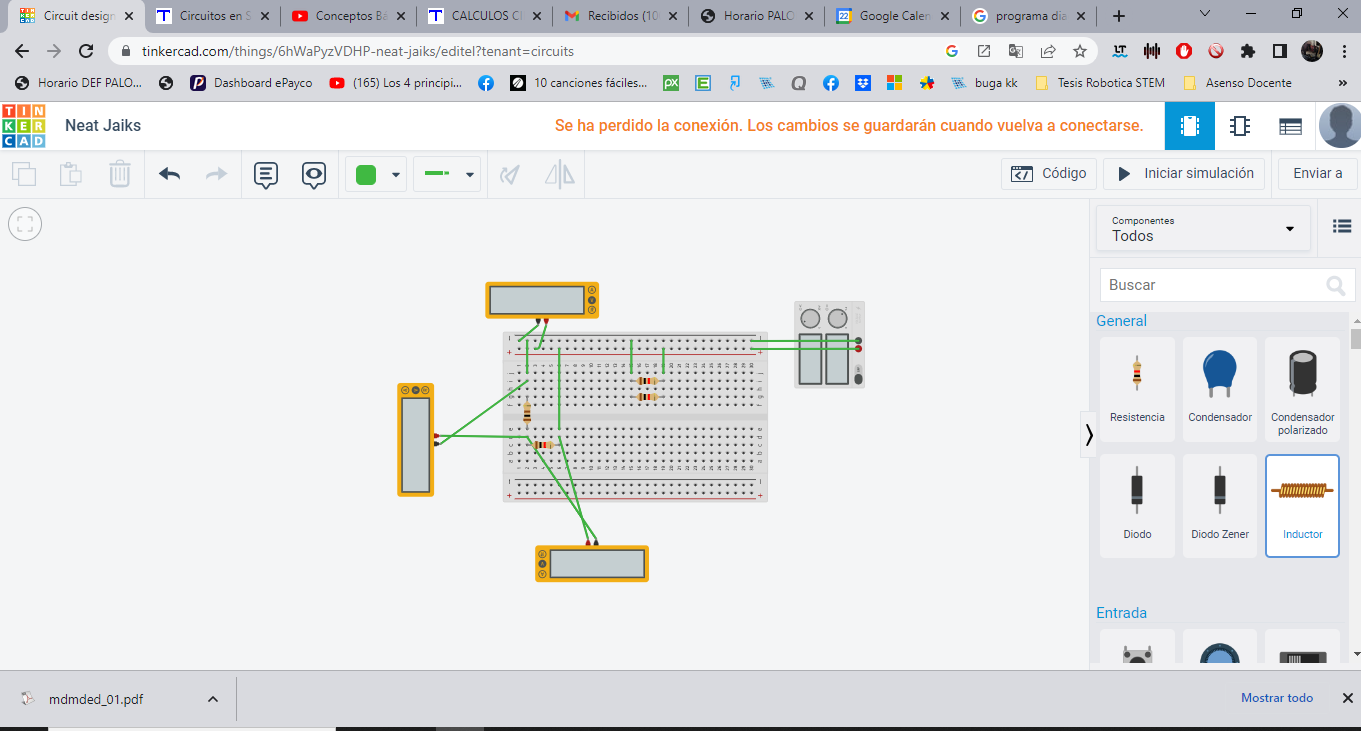 Circuit design
Circuitos en S
Conceptos Ba
CALCULOS CI
Recibidos (10
Horario PALO
Google Calen
programa dia
tinkercad.com/things/6hWaPyzVDHP-neat-jaiks/editel?tenant=circuits
Horario DEF PALO...
Dashboard ePayco
(165) Los 4 principi...
10 canciones fáciles...
buga kk
Tesis Robotica STEM
Asenso Docente
»
TIN
KER
CAD
Neat Jaiks
Se ha perdido la conexión. Los cambios se guardarán cuando vuelva a conectarse.
Código
Iniciar simulación
Enviar a
Componentes
Todos
Buscar
General
Resistencia
Condensador
Condensador
polarizado
Diodo
Diodo Zener
Inductor
Entrada
mdmded_01.pdf
Mostrar todo